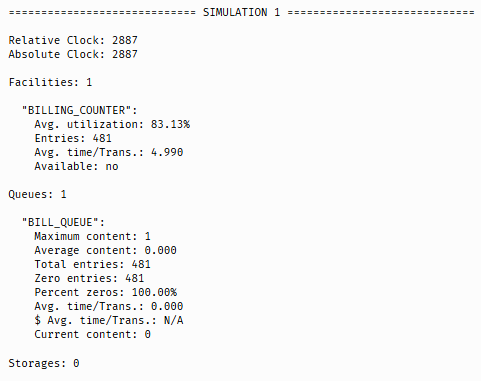 ============================= SIMULATION 1 =============================
Relative Clock: 2887
Absolute Clock: 2887
Facilities: 1
"BILLING_COUNTER":
Avg. utilization: 83.13%
Entries: 481
Avg. time/Trans.: 4.990
Available: no
Queues: 1
"BILL_QUEUE":
Maximum content: 1
Average content: 0.000
Total entries: 481
Zero entries: 481
Percent zeros: 100.00%
Avg. time/Trans.: 0.000
$ Avg. time/Trans.: N/A
Current content: 0
Storages: 0